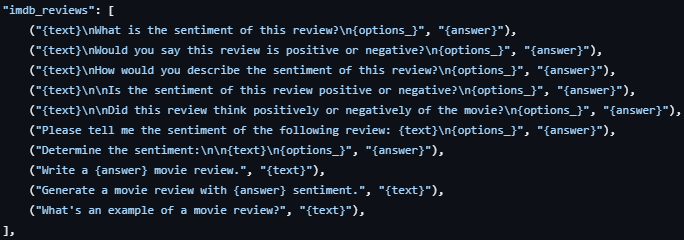 "imdb_reviews": [
("{text}\nWhat is the sentiment of this review?\n{options_}", "{answer}"),
("{text}\nWould you say this review is positive or negative?\n{options_}", "{answer}"),
("{text}\nHow would you describe the sentiment of this review?\n{options_}", "{answer}"),
("{text}\n\nIs the sentiment of this review positive or negative?\n{options_}", "{answer}"),
("{text}\n\nDid this review think positively or negatively of the movie?\n{options_}", "{answer}"),
("Please tell me the sentiment of the following review: {text}\n{options_}", "{answer}"),
("Determine the sentiment:\n\n{text}\n{options_}", "{answer}"),
("Write a {answer} movie review.", "{text}"),
("Generate a movie review with {answer} sentiment.", "{text}"),
("What's an example of a movie review?", "{text}"),
],